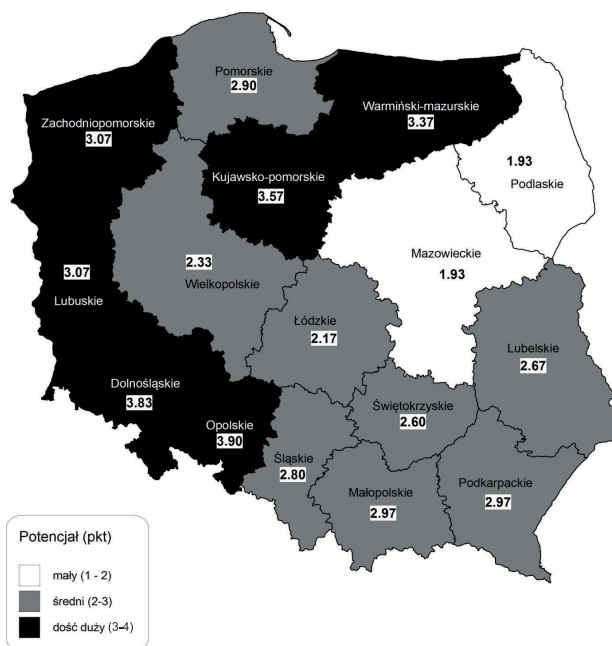 Pomorskie
2.90
Warmiński-mazurskie
3.37
Zachodniopomorskie
3.07
Kujawsko-pomorskie
3.57
1.93
Podlaskie
2.33
Wielkopolskie
Mazowieckie
1.93
3.07
Lubuskie
Łódzkie
2.17
Lubelskie
2.67
Dolnośląskie
3.83
Opolskie
3.90
Świętokrzyskie
2.60
Śląskie
2.80
Małopolskie
2.97
Podkarpackie
2.97
Potencjał (pkt)
mały (1 - 2)
średni (2-3)
dość duży (3-4)